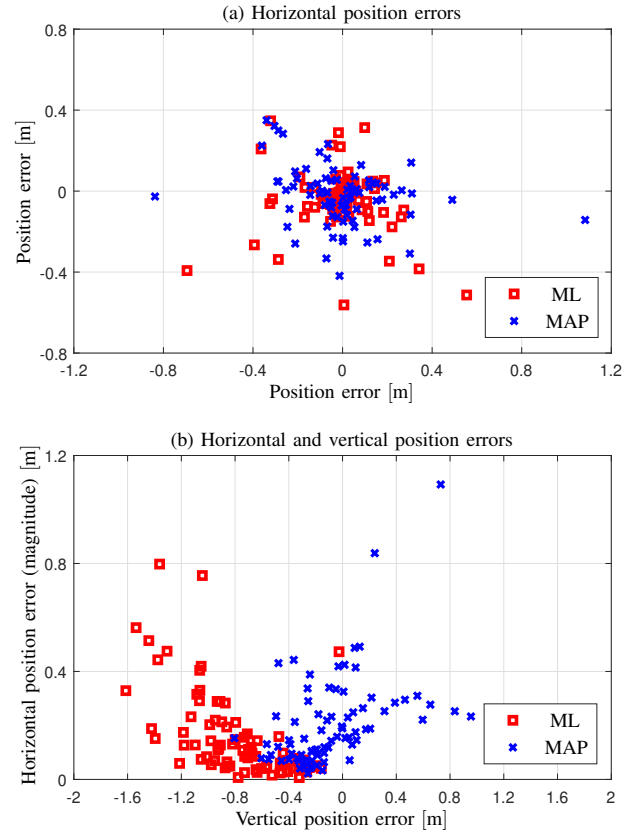 (a) Horizontal position errors
0.8
0.4
0
-0.4
-0.8
Position error [m]
ML
MAP
-1.2
-0.8
-0.4
0
0.4
0.8
1.2
Position error [m]
(b) Horizontal and vertical position errors
1.2
0.8
0.4
0
Horizontal position error (magnitude) [m]
ML
MAP
-2
-1.6
-1.2
-0.8
-0.4
0
0.4
0.8
1.2
1.6
2
Vertical position error [m]